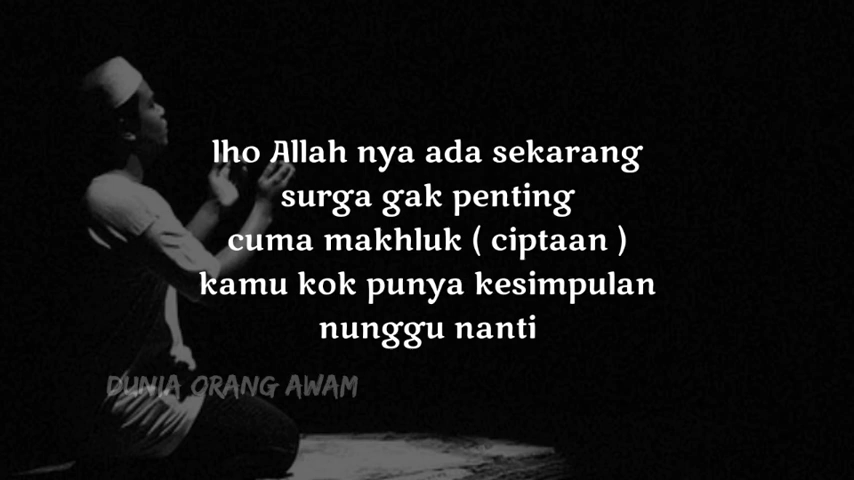 lho Allah nya ada sekarang
surga gak penting
cuma makhluk ( ciptaan )
kamu kok punya kesimpulan
nunggu nanti
DUNIA ORANG AWAM